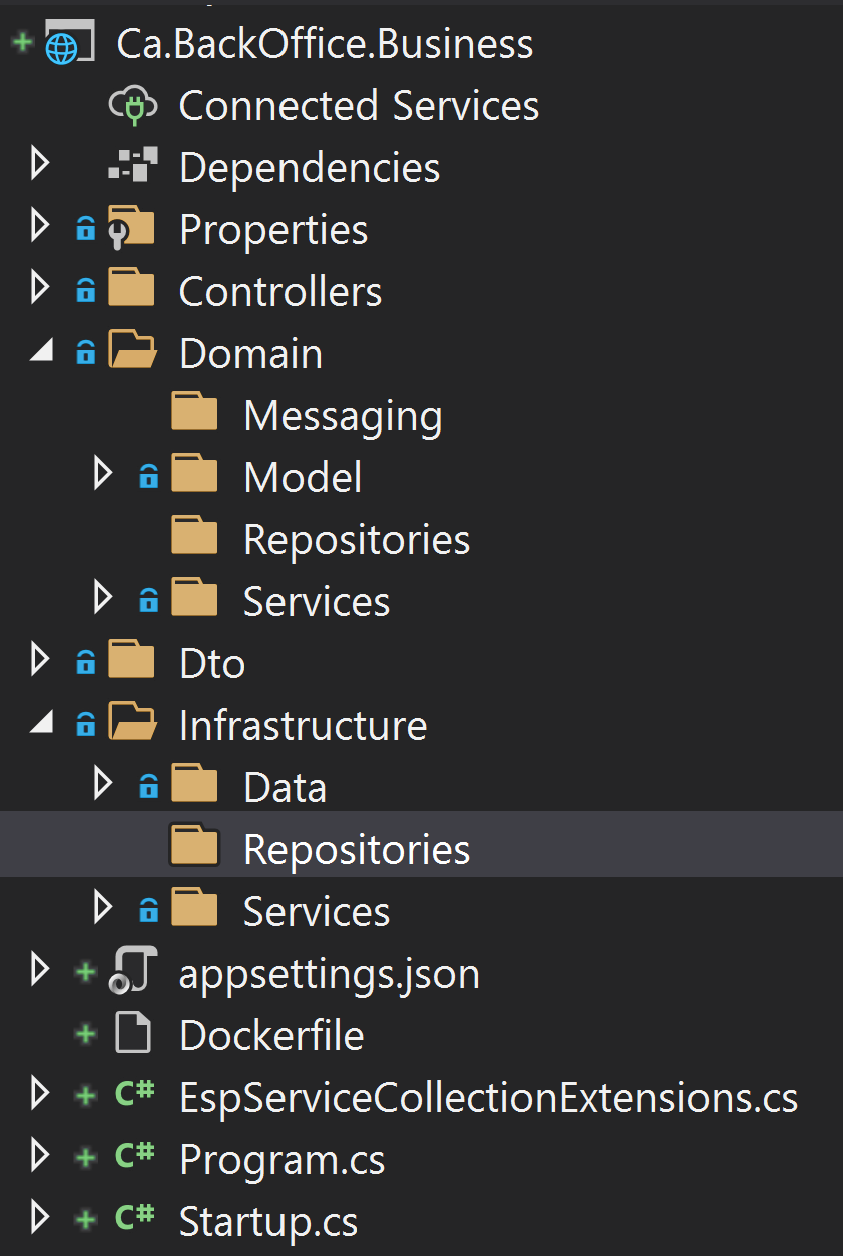 Ca.BackOffice.Business
Connected Services
Dependencies
Properties
Controllers
Domain
Messaging
Model
Repositories
Services
Dto
Infrastructure
Data
Repositories
Services
appsettings.json
Dockerfile
C# EspServiceCollectionExtensions.cs
C# Program.cs
C# Startup.cs